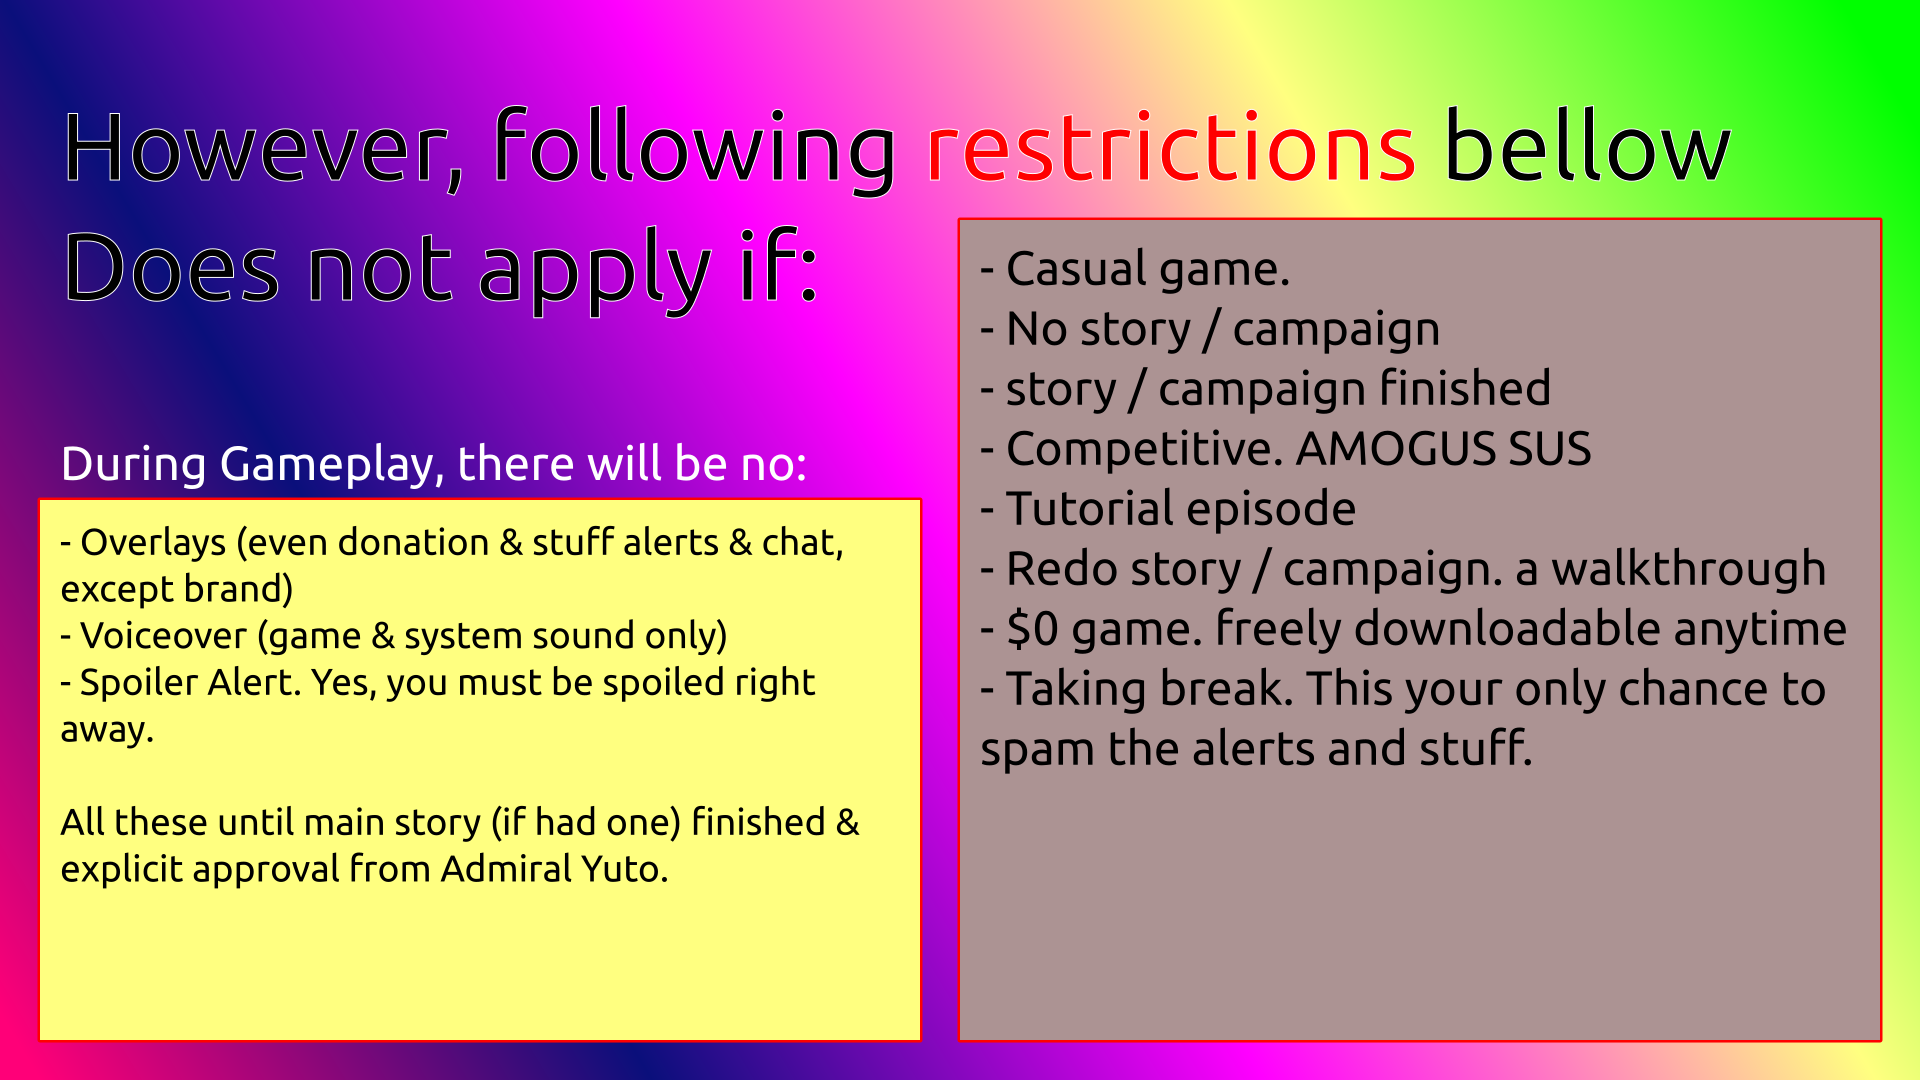 However, following restrictions bellow
Does not apply if:
During Gameplay, there will be no:
- Overlays (even donation & stuff alerts & chat,
except brand)
- Voiceover (game & system sound only)
- Spoiler Alert. Yes, you must be spoiled right
away.
All these until main story (if had one) finished &
explicit approval from Admiral Yuto.
- Casual game.
- No story / campaign
- story / campaign finished
- Competitive. AMOGUS SUS
- Tutorial episode
- Redo story / campaign. a walkthrough
- $0 game. freely downloadable anytime
- Taking break. This your only chance to
spam the alerts and stuff.